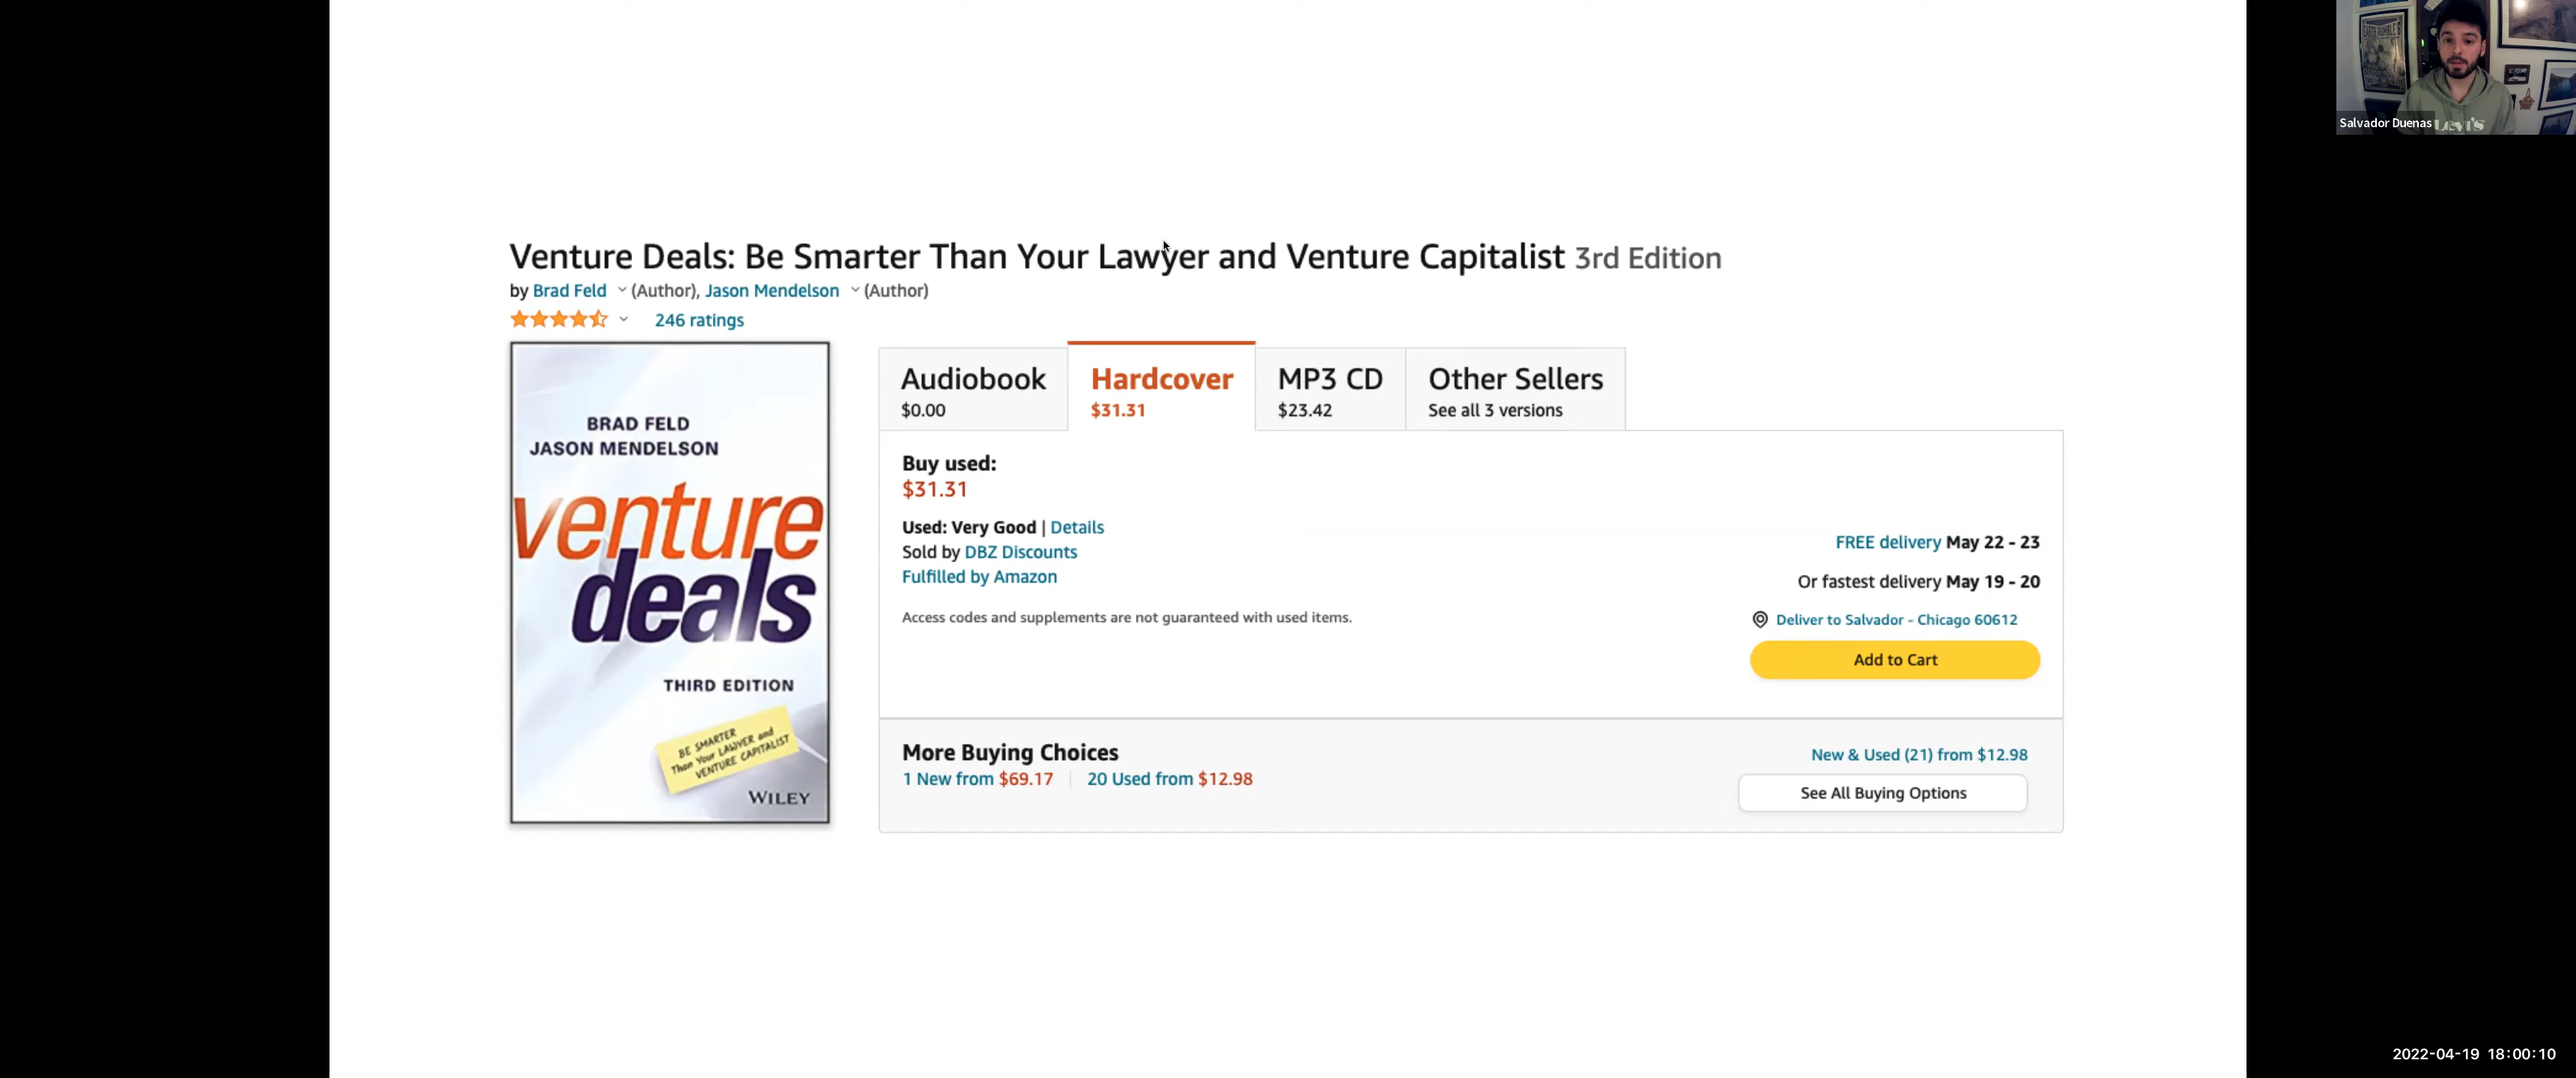 Salvador Duenas
LEVI'S
Venture Deals: Be Smarter Than Your Lawyer and Venture Capitalist 3rd Edition
by Brad Feld (Author), Jason Mendelson (Author)
246 ratings
BRAD FELD
JASON MENDELSON
venture
deals
THIRD EDITION
BE SMARTER
Than Your LAWYER and
VENTURE CAPITALIST
WILEY
Audiobook
$0.00
Hardcover
$31.31
MP3 CD
$23.42
Other Sellers
See all 3 versions
Buy used:
$31.31
Used: Very Good | Details
Sold by DBZ Discounts
Fulfilled by Amazon
Access codes and supplements are not guaranteed with used items.
FREE delivery May 22 - 23
Or fastest delivery May 19 - 20
Deliver to Salvador - Chicago 60612
Add to Cart
More Buying Choices
1 New from $69.17 | 20 Used from $12.98
New & Used (21) from $12.98
See All Buying Options
2022-04-19 18:00:10